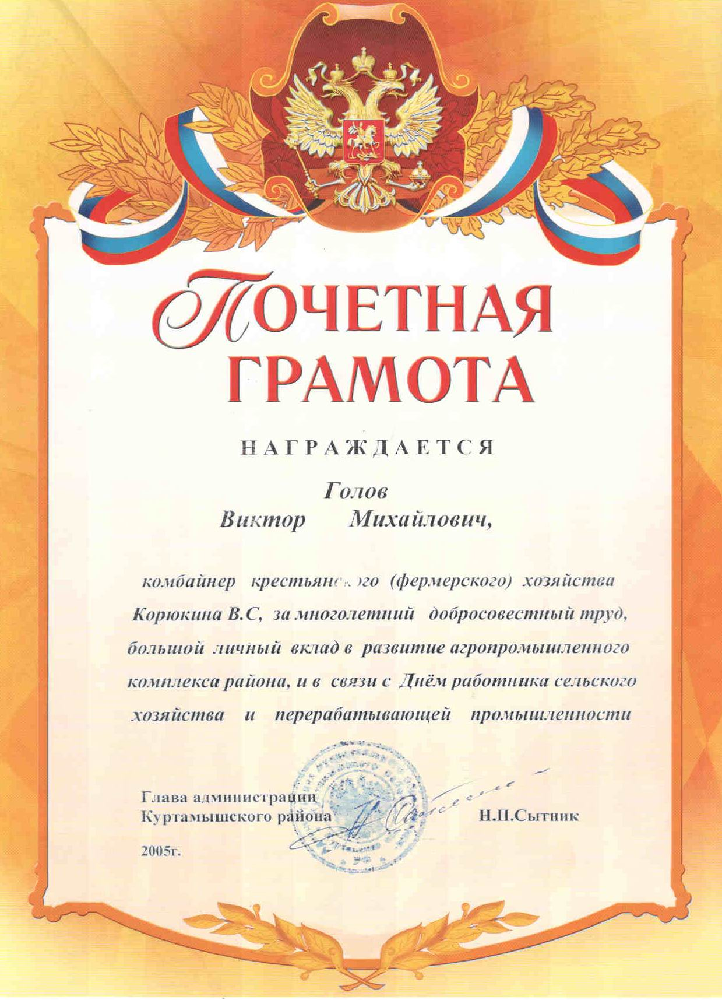 ПОЧЕТНАЯ
ГРАМОТА
НАГРАЖДАЕТСЯ
Голов
Виктор Михайлович,
комбайнер крестьянского (фермерского) хозяйства
Корюкина В.С, за многолетний добросовестный труд,
большой личный вклад в развитие агропромышленного
комплекса района, и в связи с Днём работника сельского
хозяйства и перерабатывающей промышленности
Глава администрации
Куртамышского района Н.П.Сытник
2005г.